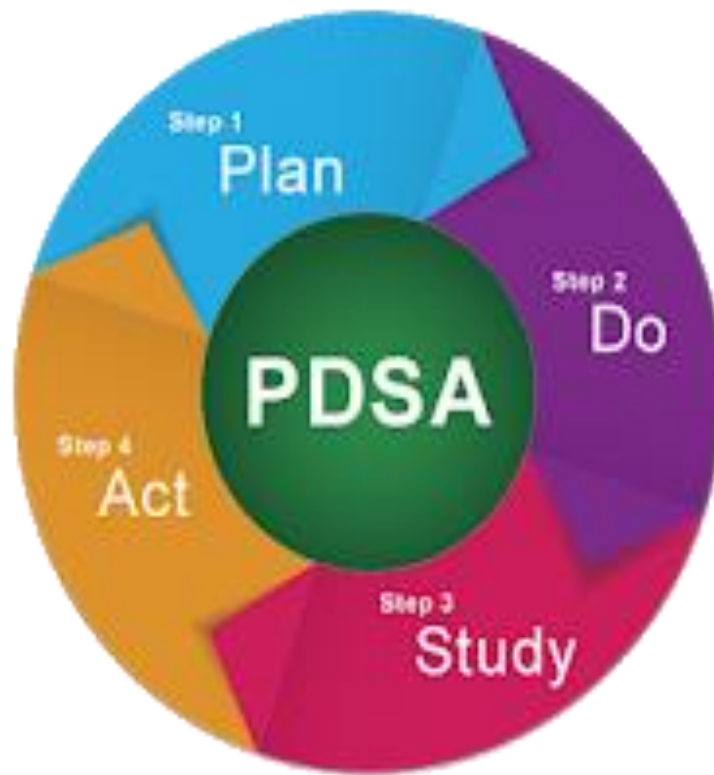 Step 1
Plan
Step 2
Do
PDSA
Step 4
Act
Step 3
Study